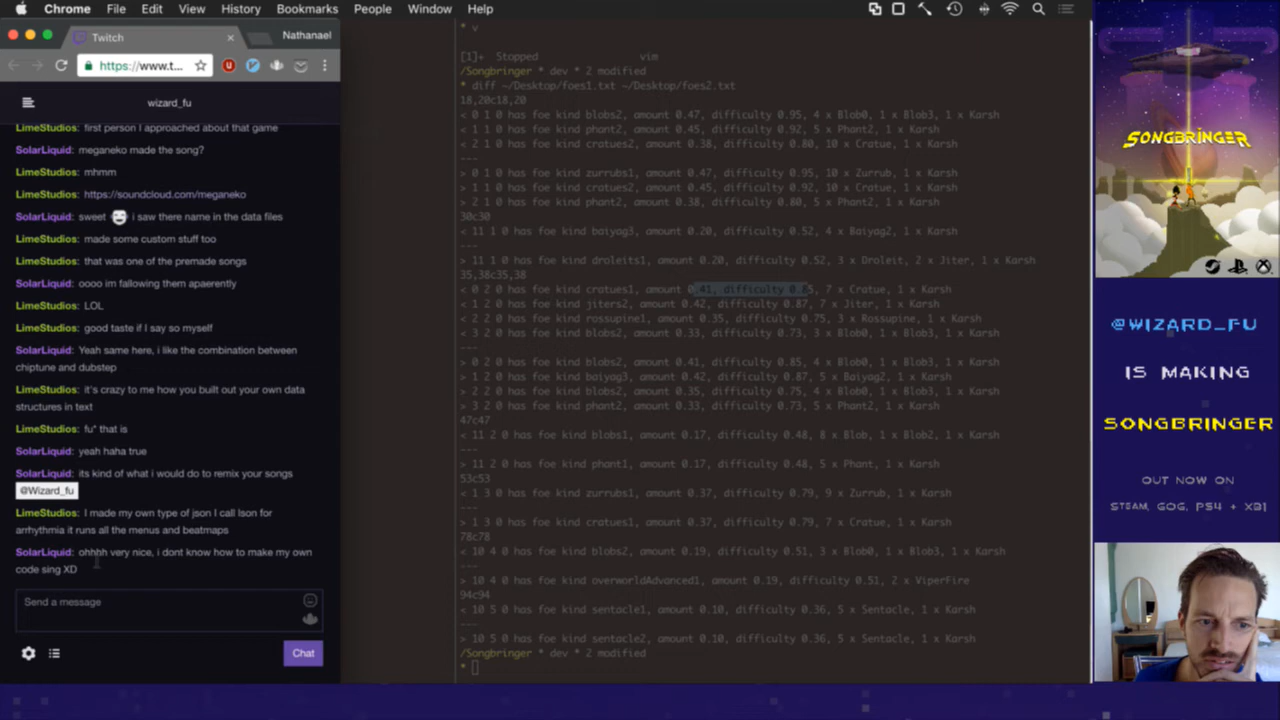 Chrome File Edit View History Bookmarks People Window Help
Twitch
Nathanael
https://www.t...
wizard_fu
LimeStudios: first person I approached about that game
SolarLiquid: meganeko made the song?
LimeStudios: mhmm
LimeStudios: https://soundcloud.com/meganeko
SolarLiquid: sweet i saw there name in the data files
LimeStudios: made some custom stuff too
LimeStudios: that was one of the premade songs
SolarLiquid: oooo im fallowing them apaerently
LimeStudios: LOL
LimeStudios: good taste if I say so myself
SolarLiquid: Yeah same here, i like the combination between
chiptune and dubstep
LimeStudios: it's crazy to me how you built out your own data
structures in text
LimeStudios: fu* that is
SolarLiquid: yeah haha true
SolarLiquid: its kind of what i would do to remix your songs
@Wizard_fu
LimeStudios: I made my own type of json I call lson for
arrhythmia it runs all the menus and beatmaps
SolarLiquid: ohhhh very nice, i dont know how to make my own
code sing XD
Send a message
Chat
* v
[1]+ Stopped vim
/Songbringer * dev * 2 modified
* diff ~/Desktop/foes1.txt ~/Desktop/foes2.txt
18,20c18,20
< 0 1 0 has foe kind blobs2, amount 0.47, difficulty 0.95, 4 x Blob0, 1 x Blob3, 1 x Karsh
< 1 1 0 has foe kind phant2, amount 0.45, difficulty 0.92, 5 x Phant2, 1 x Karsh
< 2 1 0 has foe kind cratues2, amount 0.38, difficulty 0.80, 10 x Cratue, 1 x Karsh
---
> 0 1 0 has foe kind zurrubs1, amount 0.47, difficulty 0.95, 10 x Zurrub, 1 x Karsh
> 1 1 0 has foe kind cratues2, amount 0.45, difficulty 0.92, 10 x Cratue, 1 x Karsh
> 2 1 0 has foe kind phant2, amount 0.38, difficulty 0.80, 5 x Phant2, 1 x Karsh
30c30
< 11 1 0 has foe kind baiyag3, amount 0.20, difficulty 0.52, 4 x Baiyag2, 1 x Karsh
---
> 11 1 0 has foe kind droleits1, amount 0.20, difficulty 0.52, 3 x Droleit, 2 x Jiter, 1 x Karsh
35,38c35,38
< 0 2 0 has foe kind cratues1, amount 0.41, difficulty 0.85, 7 x Cratue, 1 x Karsh
< 1 2 0 has foe kind jiters2, amount 0.42, difficulty 0.87, 7 x Jiter, 1 x Karsh
< 2 2 0 has foe kind rossupine1, amount 0.35, difficulty 0.75, 3 x Rossupine, 1 x Karsh
< 3 2 0 has foe kind blobs2, amount 0.33, difficulty 0.73, 3 x Blob0, 1 x Blob3, 1 x Karsh
---
> 0 2 0 has foe kind blobs2, amount 0.41, difficulty 0.85, 4 x Blob0, 1 x Blob3, 1 x Karsh
> 1 2 0 has foe kind baiyag3, amount 0.42, difficulty 0.87, 5 x Baiyag2, 1 x Karsh
> 2 2 0 has foe kind blobs2, amount 0.35, difficulty 0.75, 4 x Blob0, 1 x Blob3, 1 x Karsh
> 3 2 0 has foe kind phant2, amount 0.33, difficulty 0.73, 5 x Phant2, 1 x Karsh
47c47
< 11 2 0 has foe kind blobs1, amount 0.17, difficulty 0.48, 8 x Blob, 1 x Blob2, 1 x Karsh
---
> 11 2 0 has foe kind phant1, amount 0.17, difficulty 0.48, 5 x Phant, 1 x Karsh
53c53
< 1 3 0 has foe kind zurrubs1, amount 0.37, difficulty 0.79, 9 x Zurrub, 1 x Karsh
---
> 1 3 0 has foe kind cratues1, amount 0.37, difficulty 0.79, 7 x Cratue, 1 x Karsh
78c78
< 10 4 0 has foe kind blobs2, amount 0.19, difficulty 0.51, 3 x Blob0, 1 x Blob3, 1 x Karsh
---
> 10 4 0 has foe kind overworldAdvanced1, amount 0.19, difficulty 0.51, 2 x ViperFire
94c94
< 10 5 0 has foe kind sentacle1, amount 0.10, difficulty 0.36, 5 x Sentacle, 1 x Karsh
---
> 10 5 0 has foe kind sentacle2, amount 0.10, difficulty 0.36, 5 x Sentacle, 1 x Karsh
/Songbringer * dev * 2 modified
*
SONGBRINGER
@WIZARD_FU
IS MAKING
SONGBRINGER
OUT NOW ON
STEAM, GOG, PS4 + XB1